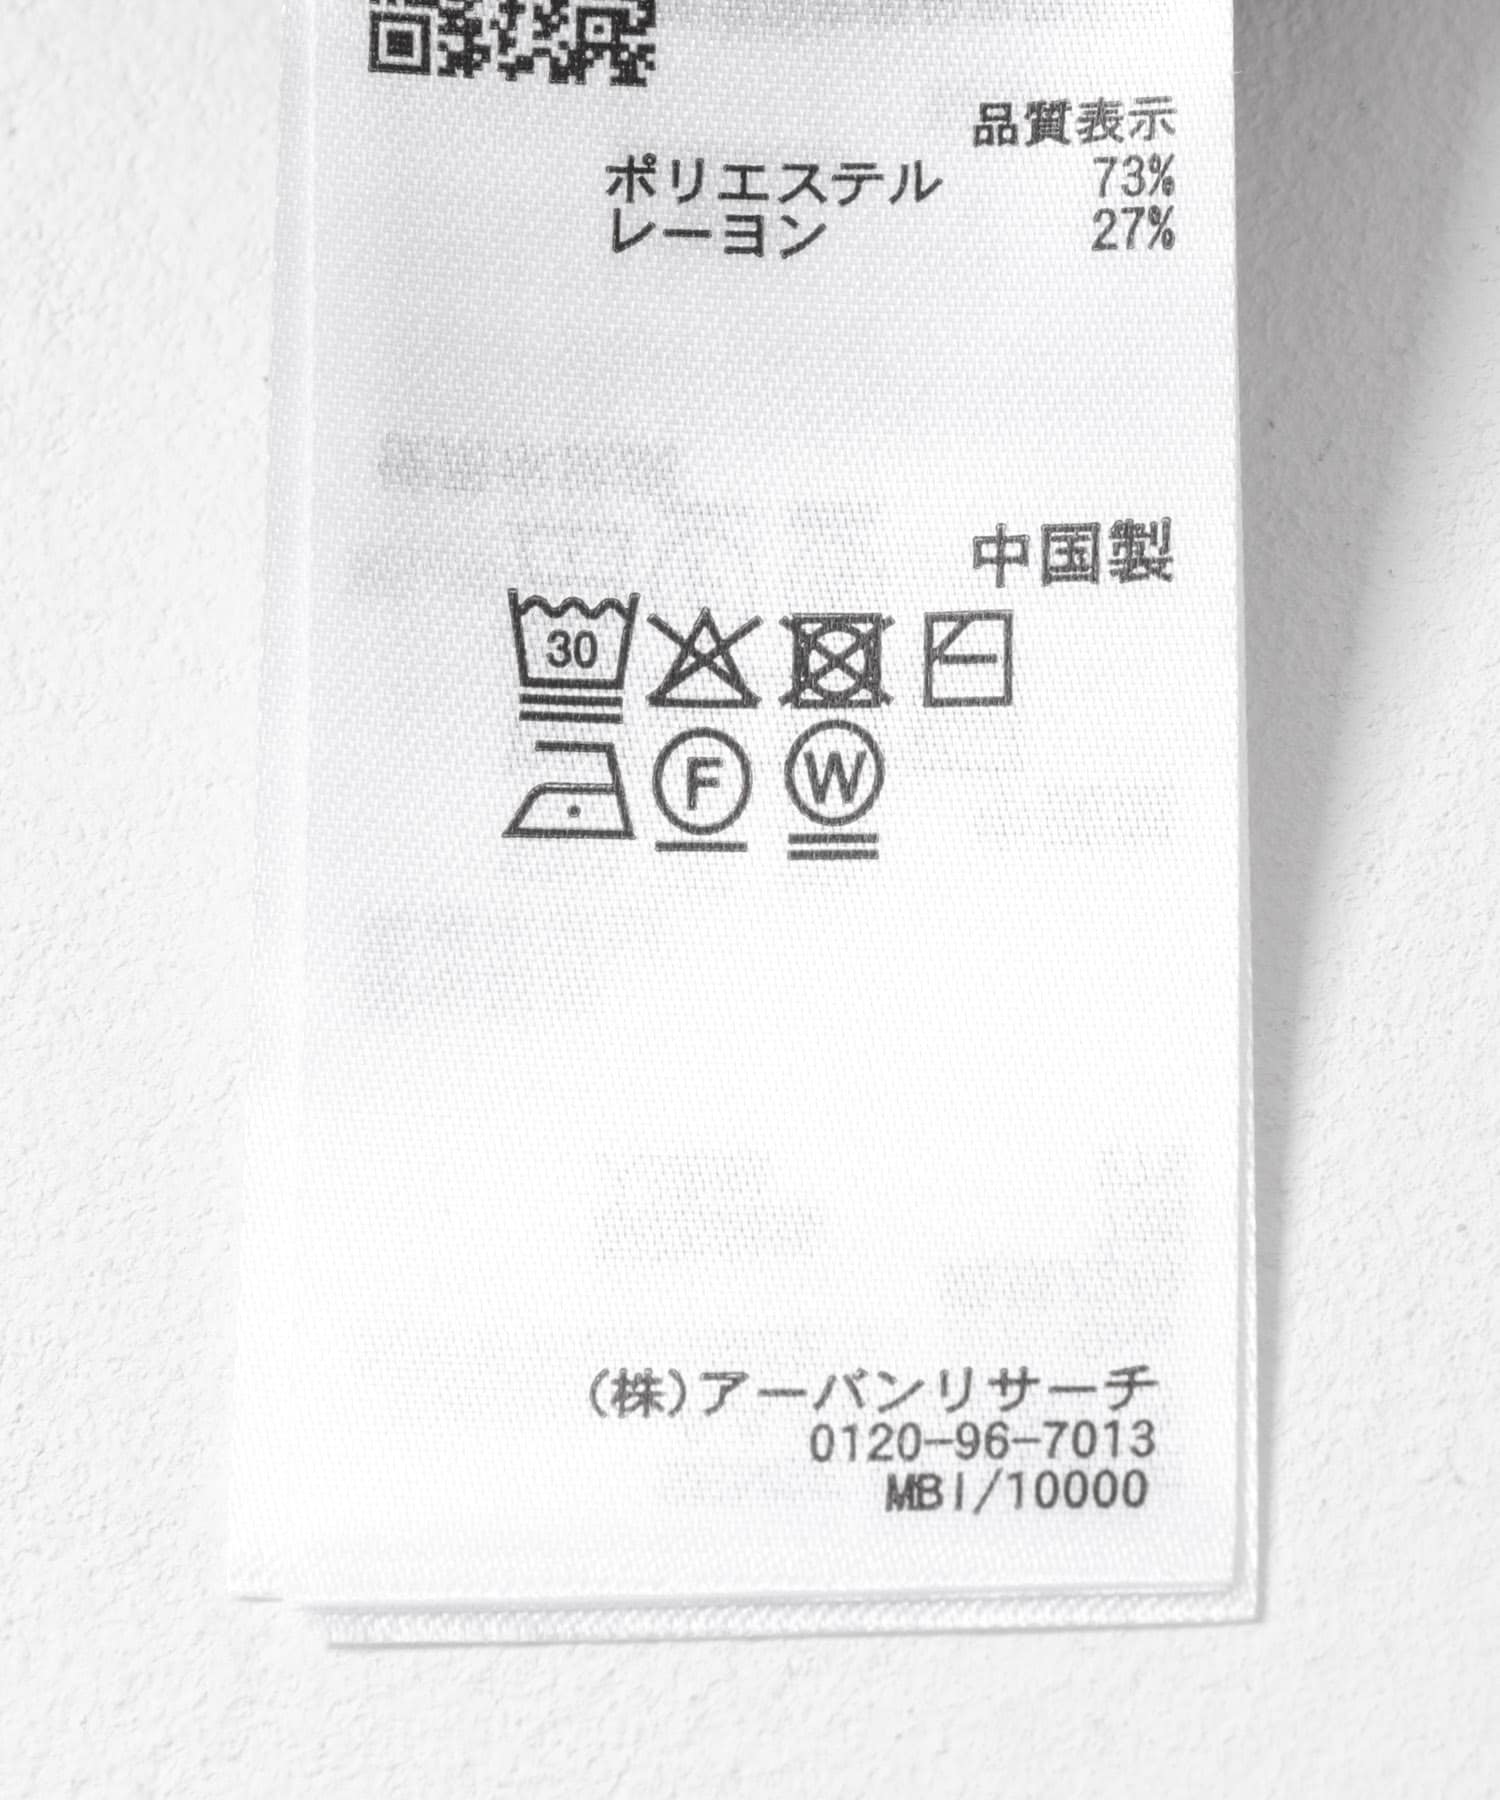 品質表示
ポリエステル 73%
レーヨン 27%
中国製
30
F W
(株)アーバンリサーチ
0120-96-7013
MBI/10000